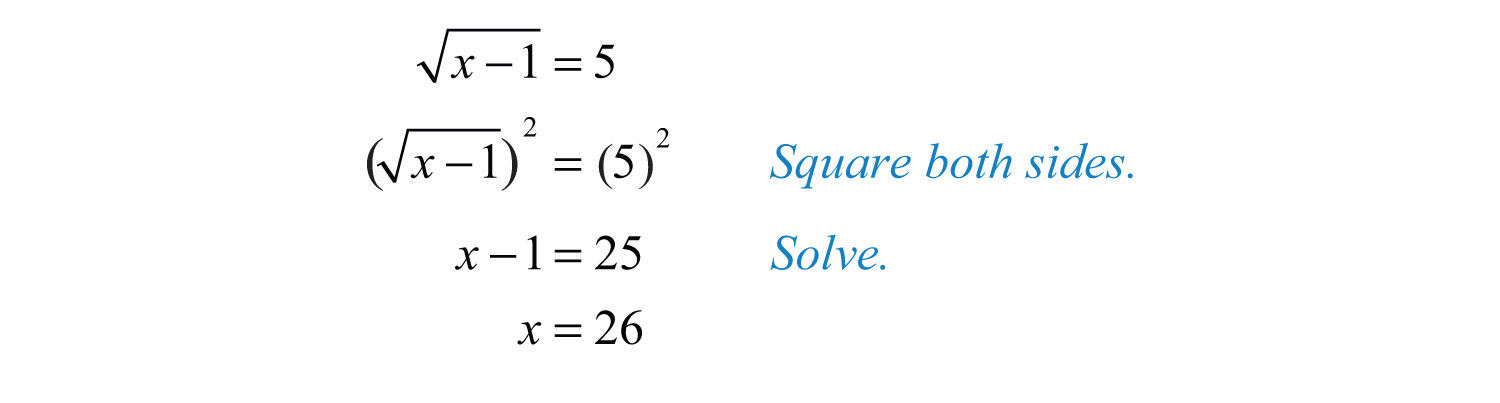 √x − 1 = 5
(√x − 1)² = (5)² Square both sides.
x − 1 = 25 Solve.
x = 26